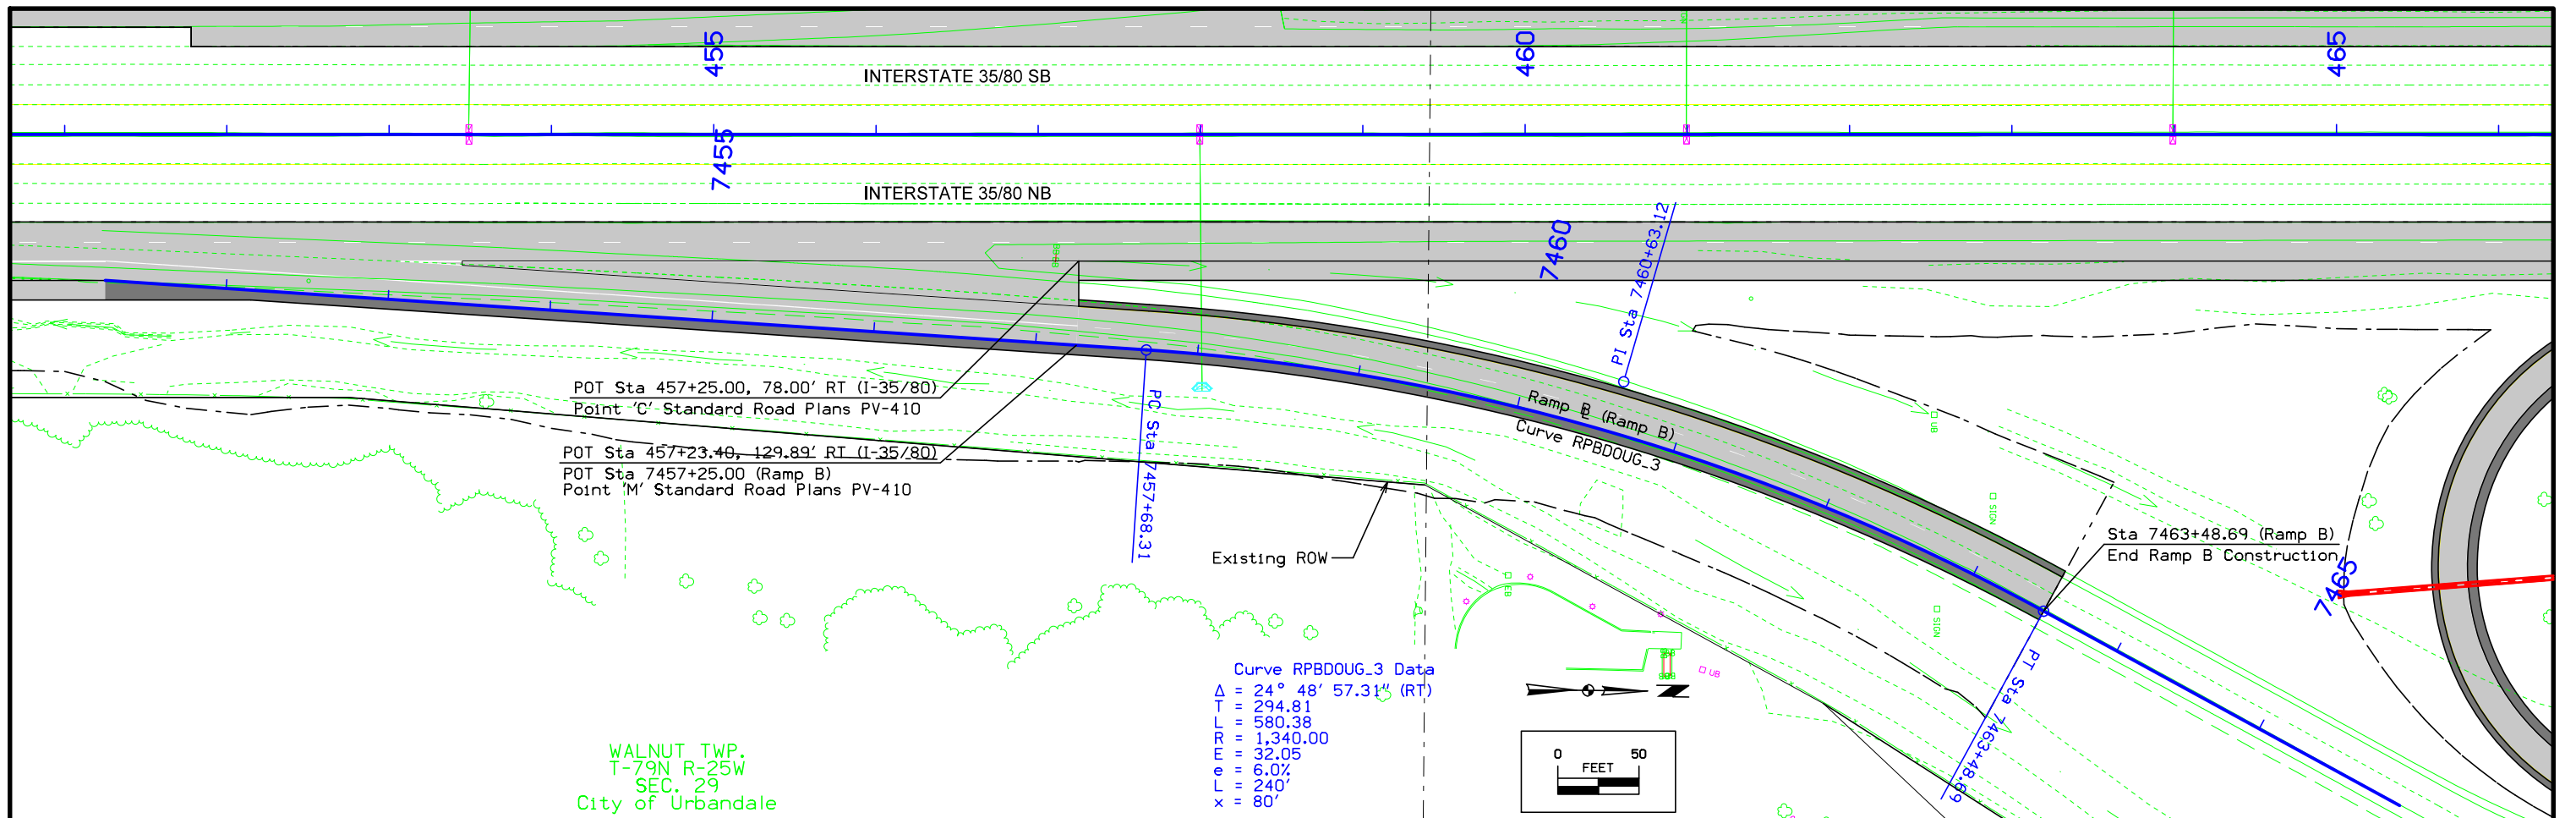 455
460
465
INTERSTATE 35/80 SB
7455
INTERSTATE 35/80 NB
7460
PI Sta 7460+63.12
POT Sta 457+25.00, 78.00' RT (I-35/80)
Point 'C' Standard Road Plans PV-410
POT Sta 457+23.40, 129.89' RT (I-35/80)
POT Sta 7457+25.00 (Ramp B)
Point 'M' Standard Road Plans PV-410
PC Sta 7457+68.31
Ramp B (Ramp B)
Curve RPBDOUG_3
UB
SIGN
Existing ROW
Sta 7463+48.69 (Ramp B)
End Ramp B Construction
7465
EB
SIGN
UB
PT Sta 7463+48.69
Curve RPBDOUG_3 Data
Δ = 24° 48' 57.31" (RT)
T = 294.81
L = 580.38
R = 1,340.00
E = 32.05
e = 6.0%
L = 240'
x = 80'
0 50
FEET
WALNUT TWP.
T-79N R-25W
SEC. 29
City of Urbandale